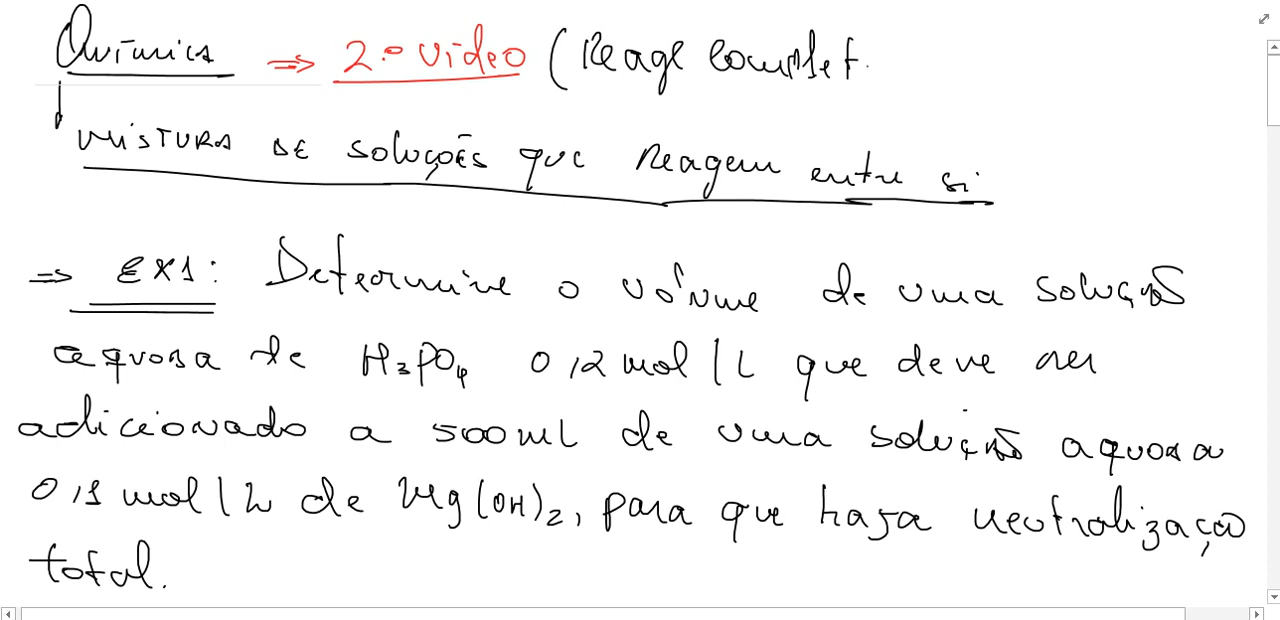 Química ⇒ 2.º vídeo (Reage Complet.
MISTURA DE SOLUÇÕES que Reagem entre si
⇒ EX1: Determine o volume de uma solução
aquosa de H₃PO₄ 0,2 mol/L que deve ser
adicionado a 500 mL de uma solução aquosa
0,1 mol/L de Mg(OH)₂, para que haja neutralização
total.